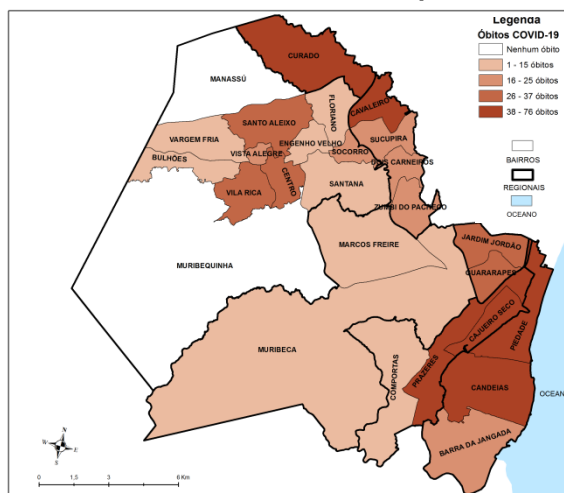 Legenda
Óbitos COVID-19
Nenhum óbito
1 - 15 óbitos
16 - 25 óbitos
26 - 37 óbitos
38 - 76 óbitos
BAIRROS
REGIONAIS
OCEANO
CURADO
MANASSÚ
FLORIANO
CAVALEIRO
SANTO ALEIXO
VARGEM FRIA
ENGENHO VELHO
SUCUPIRA
BULHÕES
VISTA ALEGRE
SOCORRO
DOIS CARNEIROS
VILA RICA
CENTRO
SANTANA
ZUMBI DO PACHECO
MARCOS FREIRE
JARDIM JORDÃO
MURIBEQUINHA
GUARARAPES
CAJUEIRO SECO
PIEDADE
MURIBECA
COMPORTAS
PRAZERES
CANDEIAS
OCEAN
BARRA DA JANGADA
N
W
E
S
0 1,5 3 6 Km